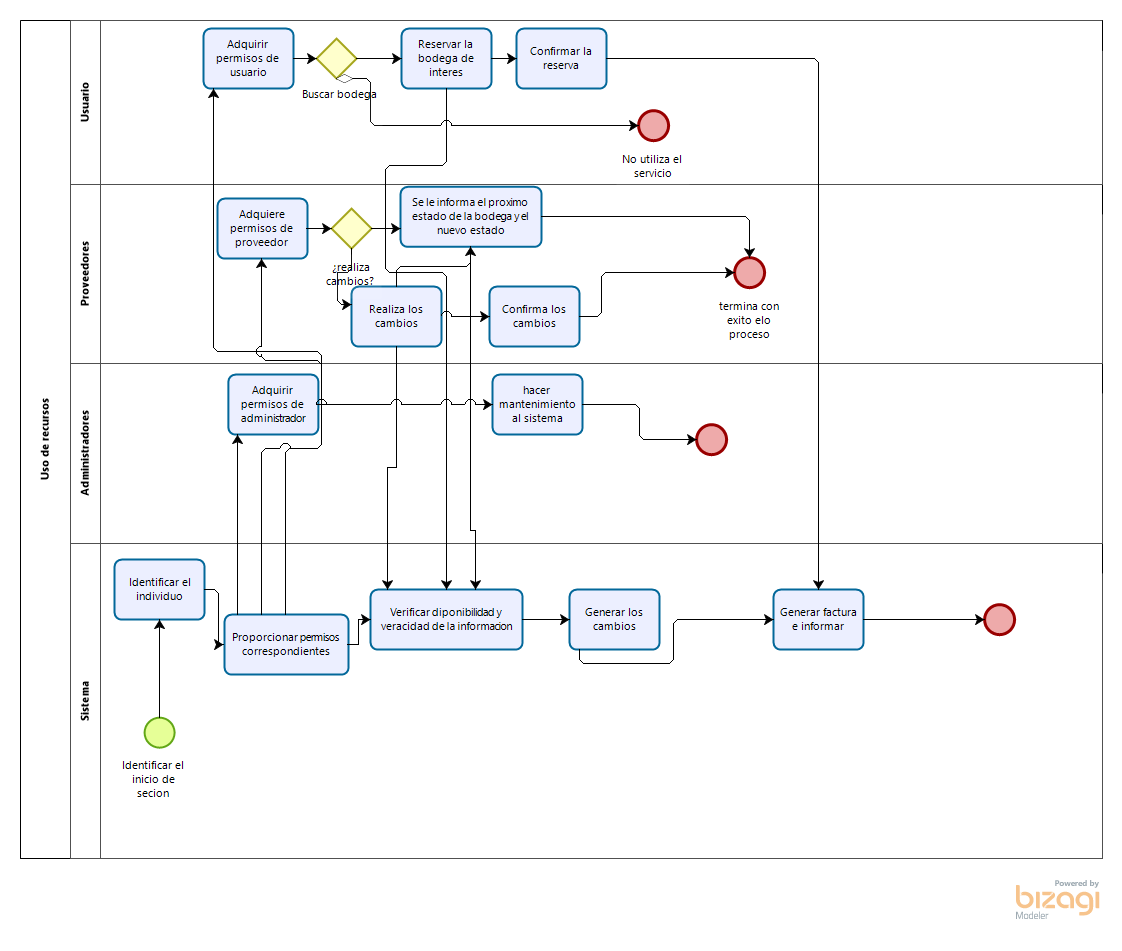 Uso de recursos
Usuario
Adquirir
permisos de
usuario
Buscar bodega
Reservar la
bodega de
interes
Confirmar la
reserva
No utiliza el
servicio
Proveedores
Adquiere
permisos de
proveedor
¿realiza
cambios?
Se le informa el proximo
estado de la bodega y el
nuevo estado
Realiza los
cambios
Confirma los
cambios
termina con
exito elo
proceso
Administradores
Adquirir
permisos de
administrador
hacer
mantenimiento
al sistema
Sistema
Identificar el
individuo
Proporcionar permisos
correspondientes
Verificar diponibilidad y
veracidad de la informacion
Generar los
cambios
Generar factura
e informar
Identificar el
inicio de
secion
Powered by
bizagi
Modeler